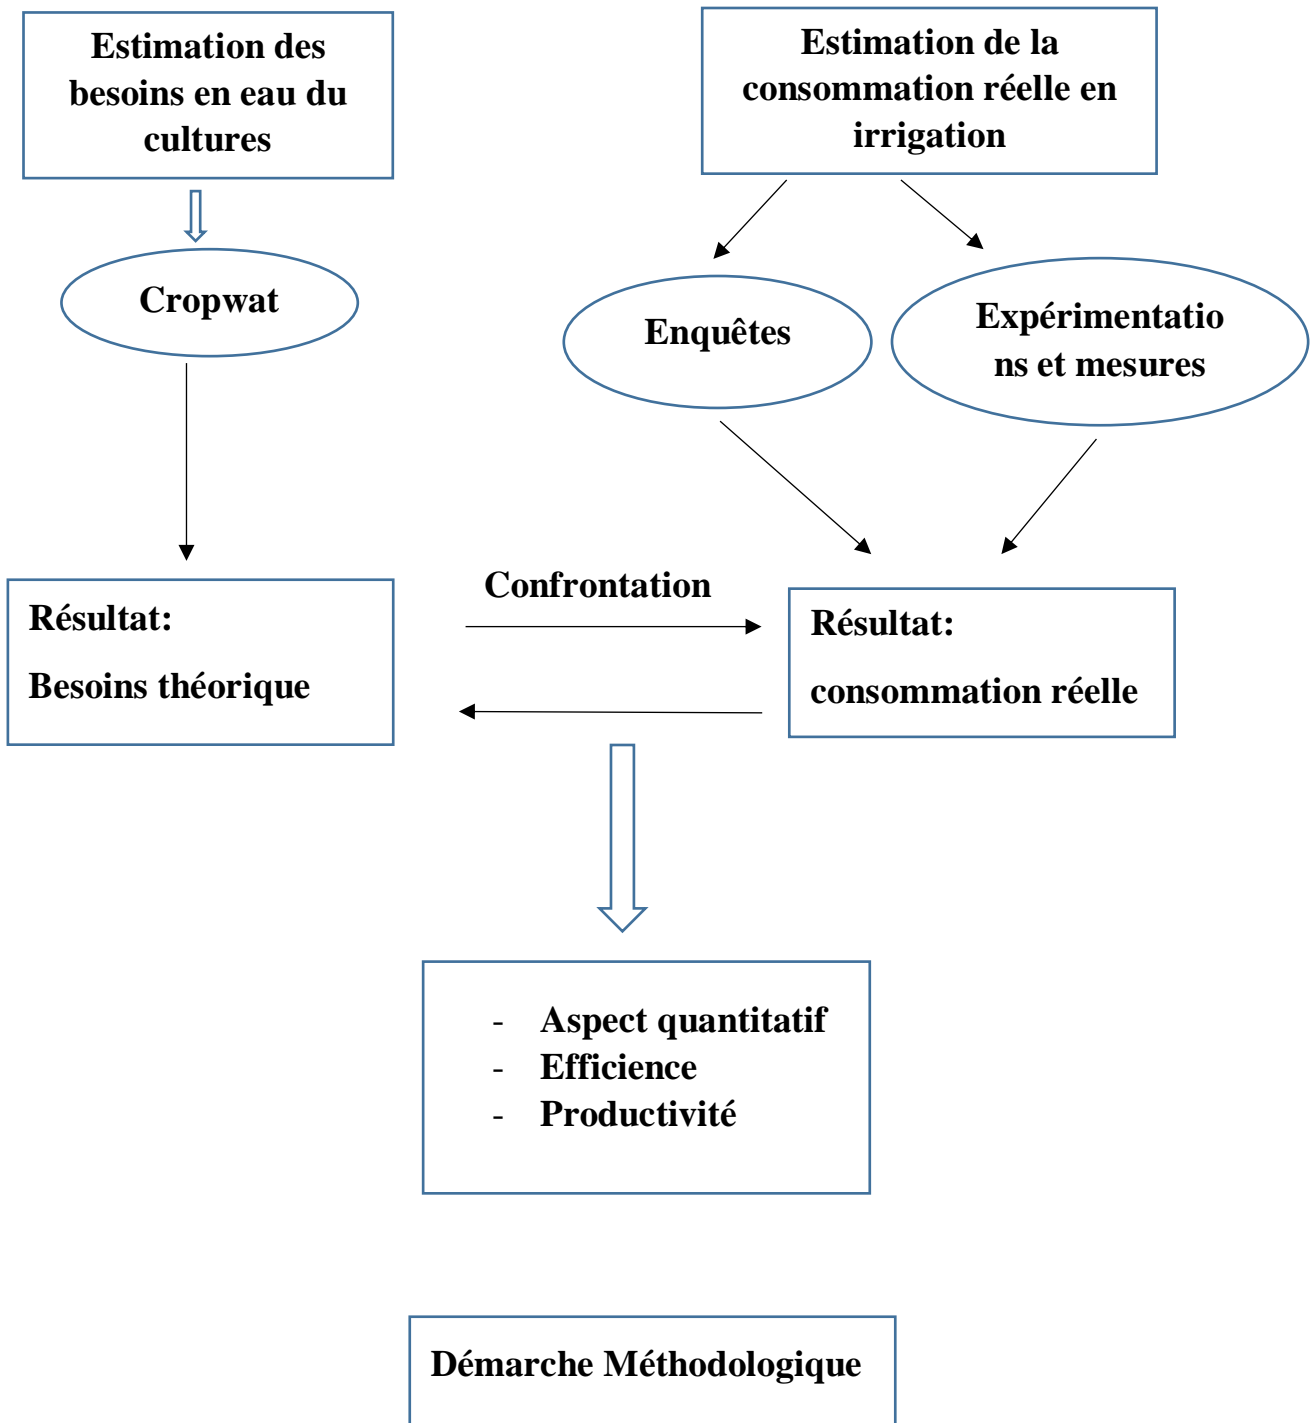 Estimation des
besoins en eau du
cultures
Estimation de la
consommation réelle en
irrigation
Cropwat
Enquêtes
Expérimentatio
ns et mesures
Résultat:
Besoins théorique
Confrontation
Résultat:
consommation réelle
- Aspect quantitatif
- Efficience
- Productivité
Démarche Méthodologique